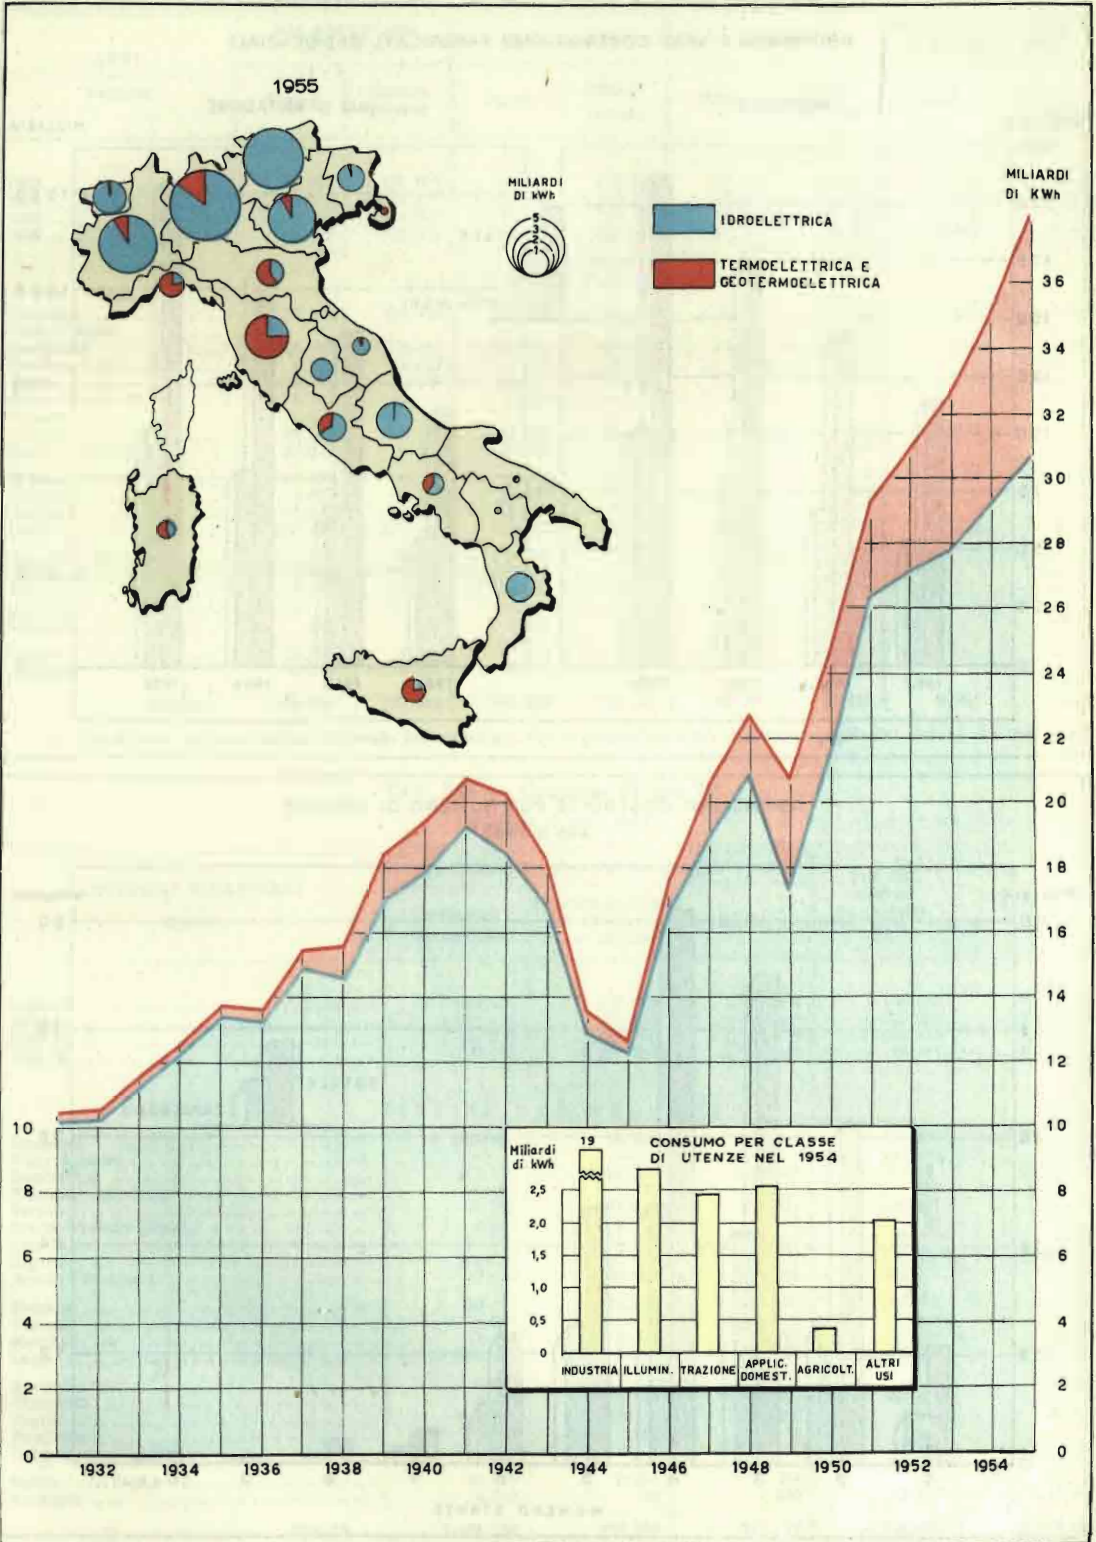 1955
MILIARDI
DI kWh
5
3
2
1
IDROELETTRICA
TERMOELETTRICA E
GEOTERMOELETTRICA
MILIARDI
DI KWh
36
34
32
30
28
26
24
22
20
18
16
14
12
10
8
6
4
2
0
10
8
6
4
2
0
CONSUMO PER CLASSE
DI UTENZE NEL 1954
Miliardi
di kWh
19
2,5
2,0
1,5
1,0
0,5
0
INDUSTRIA ILLUMIN. TRAZIONE APPLIC. DOMEST. AGRICOLT. ALTRI USI
1932 1934 1936 1938 1940 1942 1944 1946 1948 1950 1952 1954